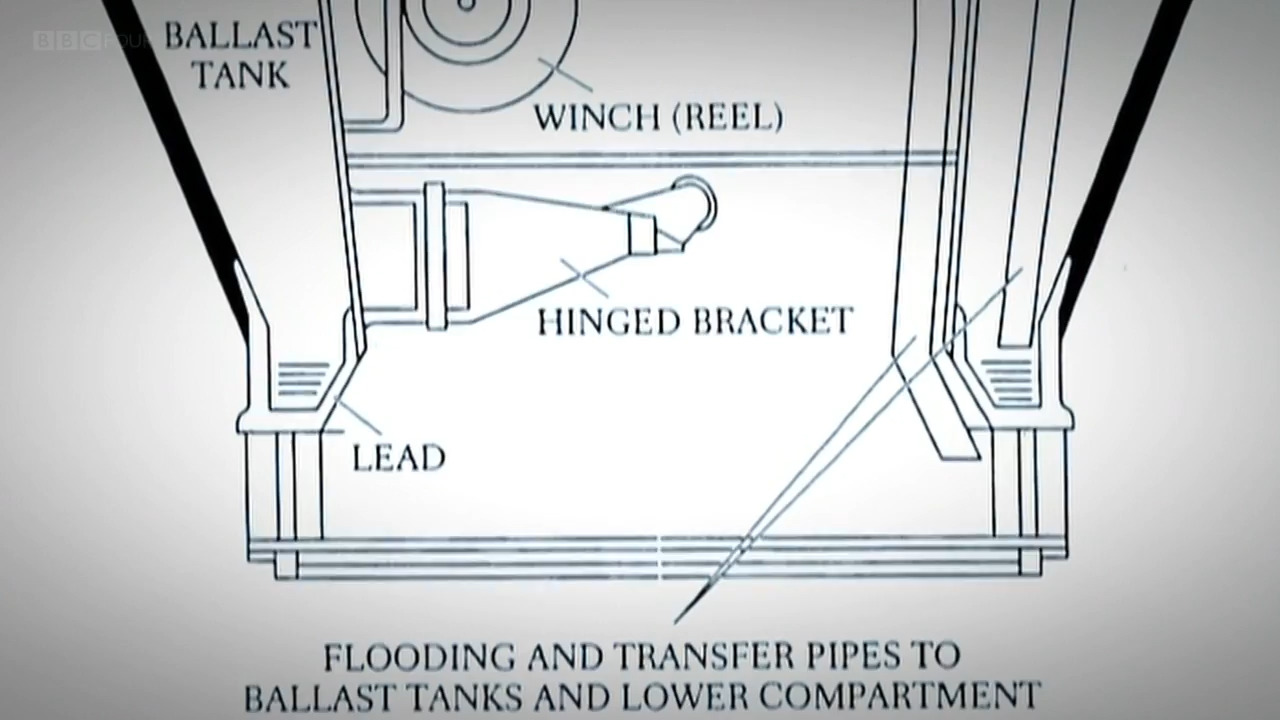 BBC FOUR
BALLAST
TANK
WINCH (REEL)
HINGED BRACKET
LEAD
FLOODING AND TRANSFER PIPES TO
BALLAST TANKS AND LOWER COMPARTMENT